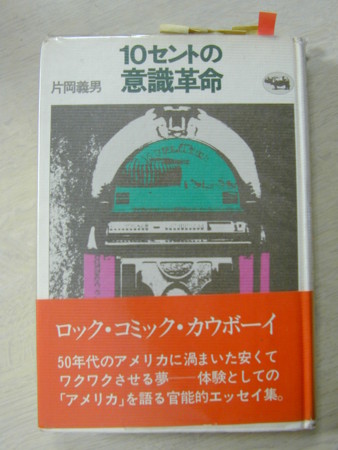 10セントの
意識革命
片岡義男
ロック・コミック・カウボーイ
50年代のアメリカに渦まいた安くて
ワクワクさせる夢──体験としての
「アメリカ」を語る官能的エッセイ集。